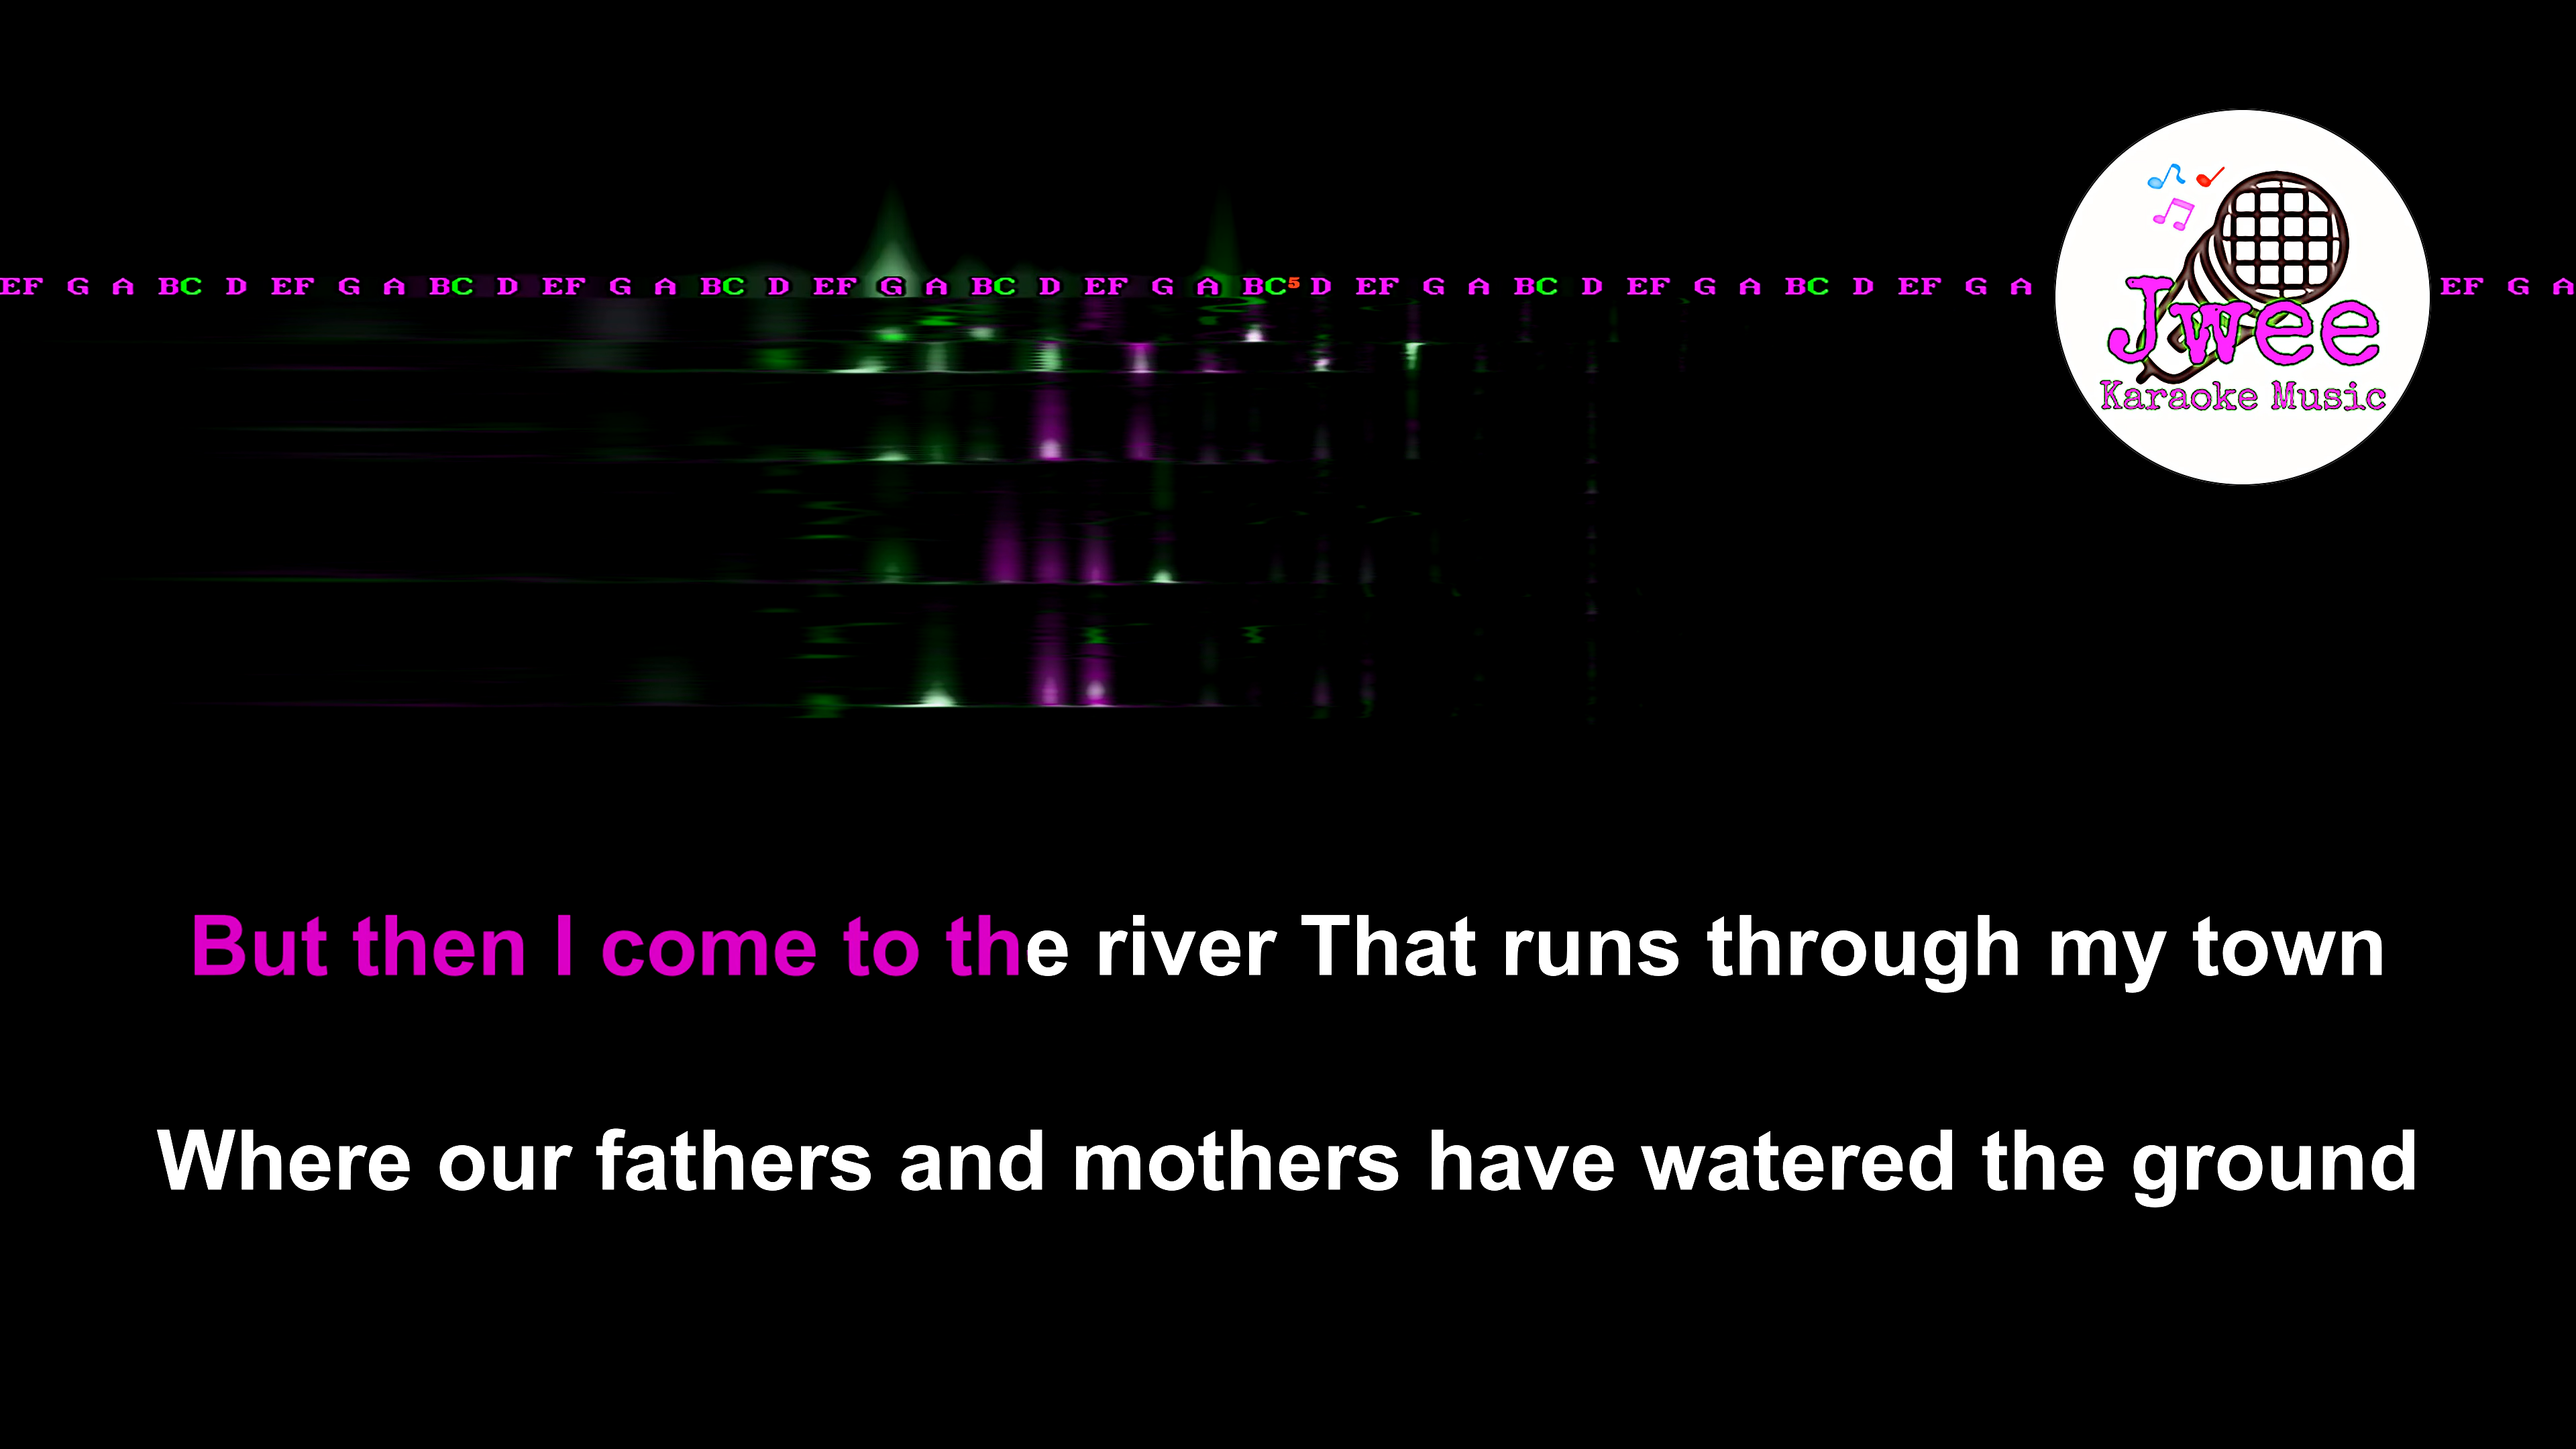 EF G A BC D EF G A BC D EF G A BC D EF G A BC D EF G A BC5 D EF G A BC D EF G A BC D EF G A EF G A
Jwee
Karaoke Music
But then I come to the river That runs through my town
Where our fathers and mothers have watered the ground